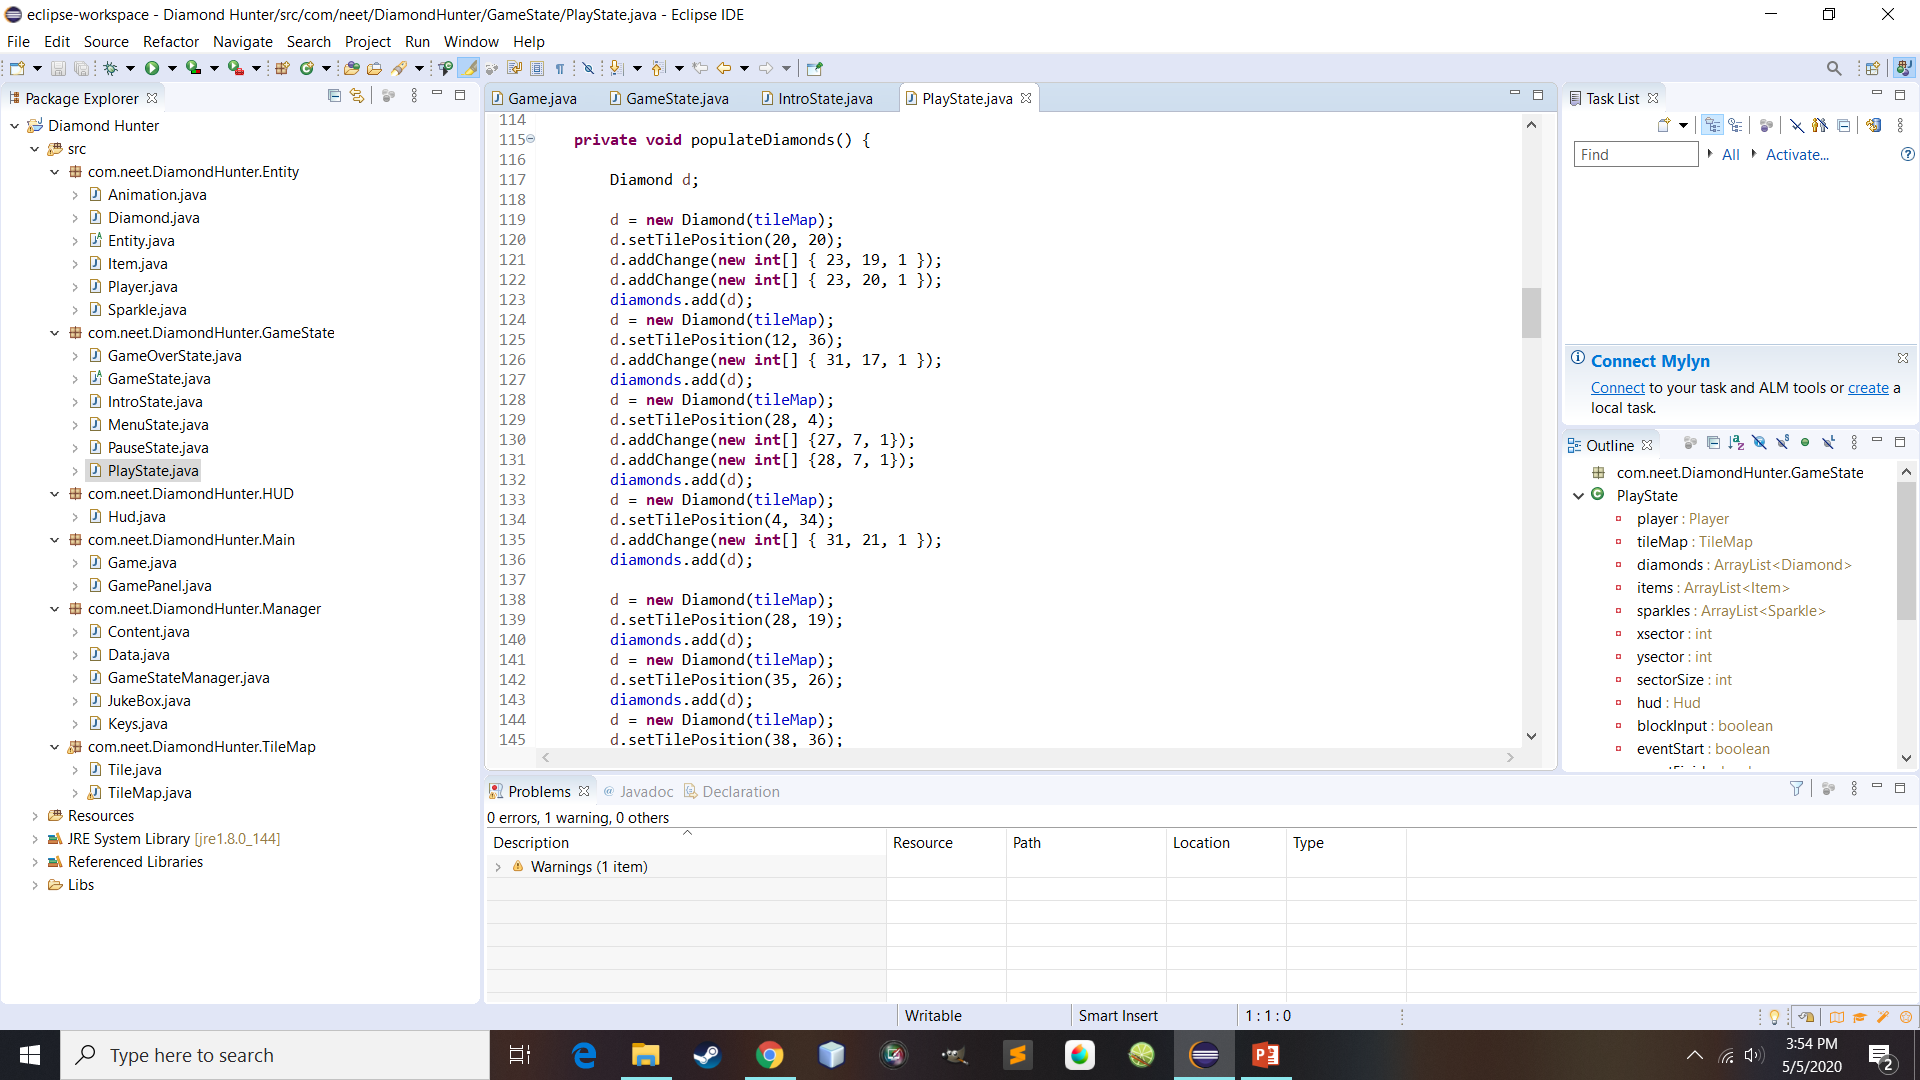 eclipse-workspace - Diamond Hunter/src/com/neet/DiamondHunter/GameState/PlayState.java - Eclipse IDE
File Edit Source Refactor Navigate Search Project Run Window Help
Package Explorer
Diamond Hunter
src
com.neet.DiamondHunter.Entity
Animation.java
Diamond.java
Entity.java
Item.java
Player.java
Sparkle.java
com.neet.DiamondHunter.GameState
GameOverState.java
GameState.java
IntroState.java
MenuState.java
PauseState.java
PlayState.java
com.neet.DiamondHunter.HUD
Hud.java
com.neet.DiamondHunter.Main
Game.java
GamePanel.java
com.neet.DiamondHunter.Manager
Content.java
Data.java
GameStateManager.java
JukeBox.java
Keys.java
com.neet.DiamondHunter.TileMap
Tile.java
TileMap.java
Resources
JRE System Library [jre1.8.0_144]
Referenced Libraries
Libs
Game.java GameState.java IntroState.java PlayState.java
114
115 private void populateDiamonds() {
116
117 Diamond d;
118
119 d = new Diamond(tileMap);
120 d.setTilePosition(20, 20);
121 d.addChange(new int[] { 23, 19, 1 });
122 d.addChange(new int[] { 23, 20, 1 });
123 diamonds.add(d);
124 d = new Diamond(tileMap);
125 d.setTilePosition(12, 36);
126 d.addChange(new int[] { 31, 17, 1 });
127 diamonds.add(d);
128 d = new Diamond(tileMap);
129 d.setTilePosition(28, 4);
130 d.addChange(new int[] {27, 7, 1});
131 d.addChange(new int[] {28, 7, 1});
132 diamonds.add(d);
133 d = new Diamond(tileMap);
134 d.setTilePosition(4, 34);
135 d.addChange(new int[] { 31, 21, 1 });
136 diamonds.add(d);
137
138 d = new Diamond(tileMap);
139 d.setTilePosition(28, 19);
140 diamonds.add(d);
141 d = new Diamond(tileMap);
142 d.setTilePosition(35, 26);
143 diamonds.add(d);
144 d = new Diamond(tileMap);
145 d.setTilePosition(38, 36);
Task List
Find All Activate...
Connect Mylyn
Connect to your task and ALM tools or create a
local task.
Outline
com.neet.DiamondHunter.GameState
PlayState
player : Player
tileMap : TileMap
diamonds : ArrayList<Diamond>
items : ArrayList<Item>
sparkles : ArrayList<Sparkle>
xsector : int
ysector : int
sectorSize : int
hud : Hud
blockInput : boolean
eventStart : boolean
Problems @ Javadoc Declaration
0 errors, 1 warning, 0 others
Description Resource Path Location Type
Warnings (1 item)
Writable Smart Insert 1 : 1 : 0
Type here to search
3:54 PM
5/5/2020
2